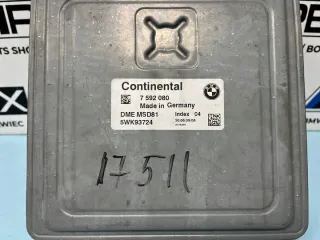 Continental
7 592 080
Made in Germany
DME MSD81
Index 04
5WK93724
17511